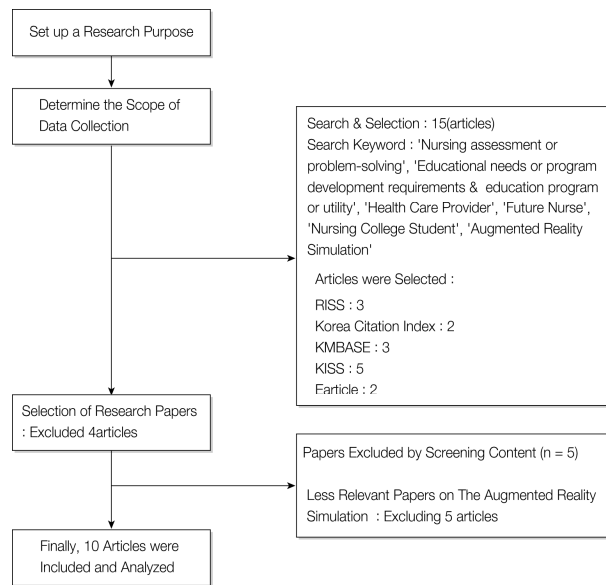 Set up a Research Purpose
Determine the Scope of
Data Collection
Search & Selection : 15(articles)
Search Keyword : 'Nursing assessment or
problem-solving', 'Educational needs or program
development requirements & education program
or utility', 'Health Care Provider', 'Future Nurse',
'Nursing College Student', 'Augmented Reality
Simulation'
Articles were Selected :
RISS : 3
Korea Citation Index : 2
KMBASE : 3
KISS : 5
Earticle : 2
Selection of Research Papers
: Excluded 4articles
Papers Excluded by Screening Content (n = 5)
Less Relevant Papers on The Augmented Reality
Simulation : Excluding 5 articles
Finally, 10 Articles were
Included and Analyzed